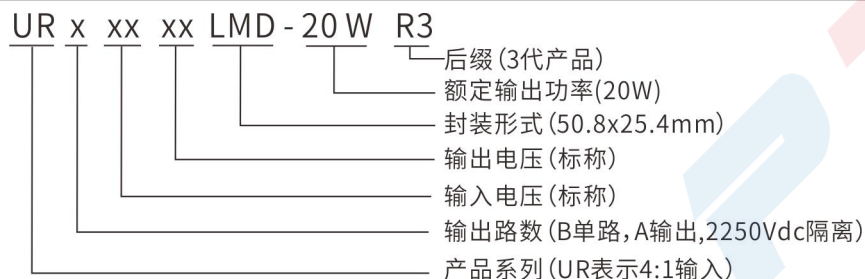 UR x xx xx LMD - 20 W R3
后缀(3代产品)
额定输出功率(20W)
封装形式(50.8x25.4mm)
输出电压(标称)
输入电压(标称)
输出路数(B单路,A输出,2250Vdc隔离)
产品系列(UR表示4:1输入)